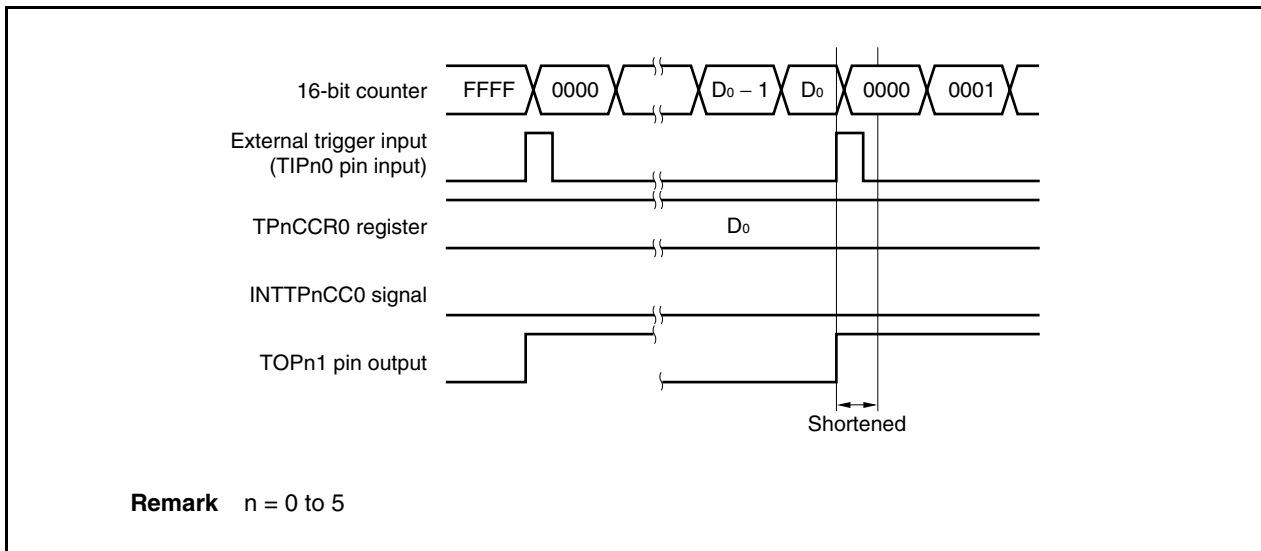 16-bit counter FFFF 0000 D₀ − 1 D₀ 0000 0001
External trigger input
(TIPn0 pin input)
TPnCCR0 register D₀
INTTPnCC0 signal
TOPn1 pin output
Shortened
Remark n = 0 to 5